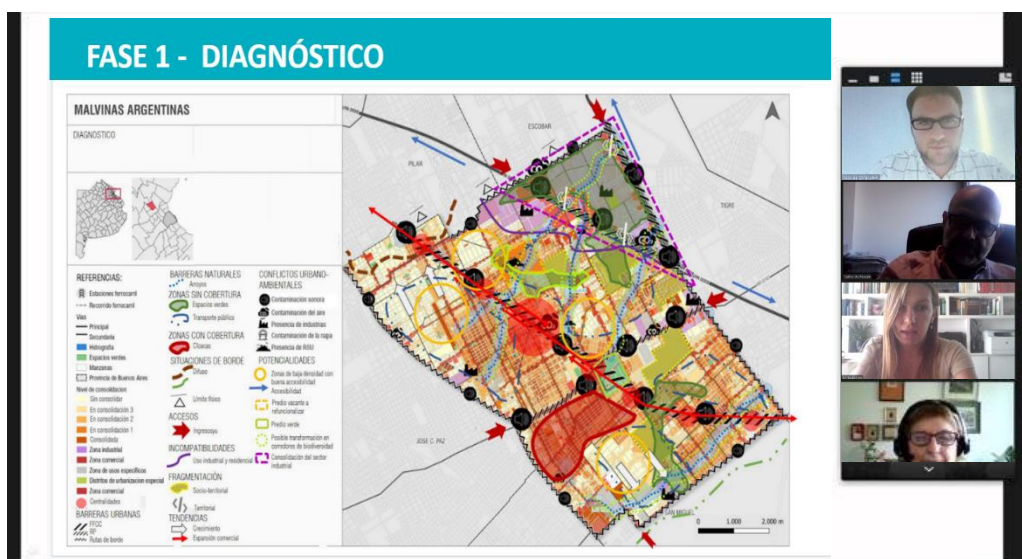 FASE 1 - DIAGNÓSTICO
MALVINAS ARGENTINAS
DIAGNOSTICO
REFERENCIAS:
Estaciones ferrocarril
Recorrido ferrocarril
Vías
Principal
Secundaria
Hidrografía
Espacios verdes
Manzanas
Provincia de Buenos Aires
Nivel de consolidacion
Sin consolidar
En consolidación 3
En consolidación 2
En consolidación 1
Consolidada
Zona industrial
Zona comercial
Zona de usos específicos
Distritos de urbanizacion especial
Zona comercial
Centralidades
BARRERAS URBANAS
FFCC
RP
Rutas de borde
BARRERAS NATURALES
Arroyos
ZONAS SIN COBERTURA
Espacios verdes
Transporte público
ZONAS CON COBERTURA
Cloacas
SITUACIONES DE BORDE
Difuso
Límite físico
ACCESOS
Ingresos
INCOMPATIBILIDADES
Uso industrial y residencial
FRAGMENTACIÓN
Socio-territorial
Territorial
TENDENCIAS
Crecimiento
Expansión comercial
CONFLICTOS URBANO-
AMBIENTALES
Contaminación sonora
Contaminación del aire
Presencia de industrias
Contaminación de la napa
Presencia de RSU
POTENCIALIDADES
Zonas de baja densidad con
buena accesibilidad
Accesibilidad
Predio vacante a
refuncionalizar
Predio verde
Posible transformación en
corredores de biodiversidad
Consolidación del sector
industrial
ESCOBAR
PILAR
TIGRE
JOSE C. PAZ
SAN MIGUEL
0 1.000 2.000 m